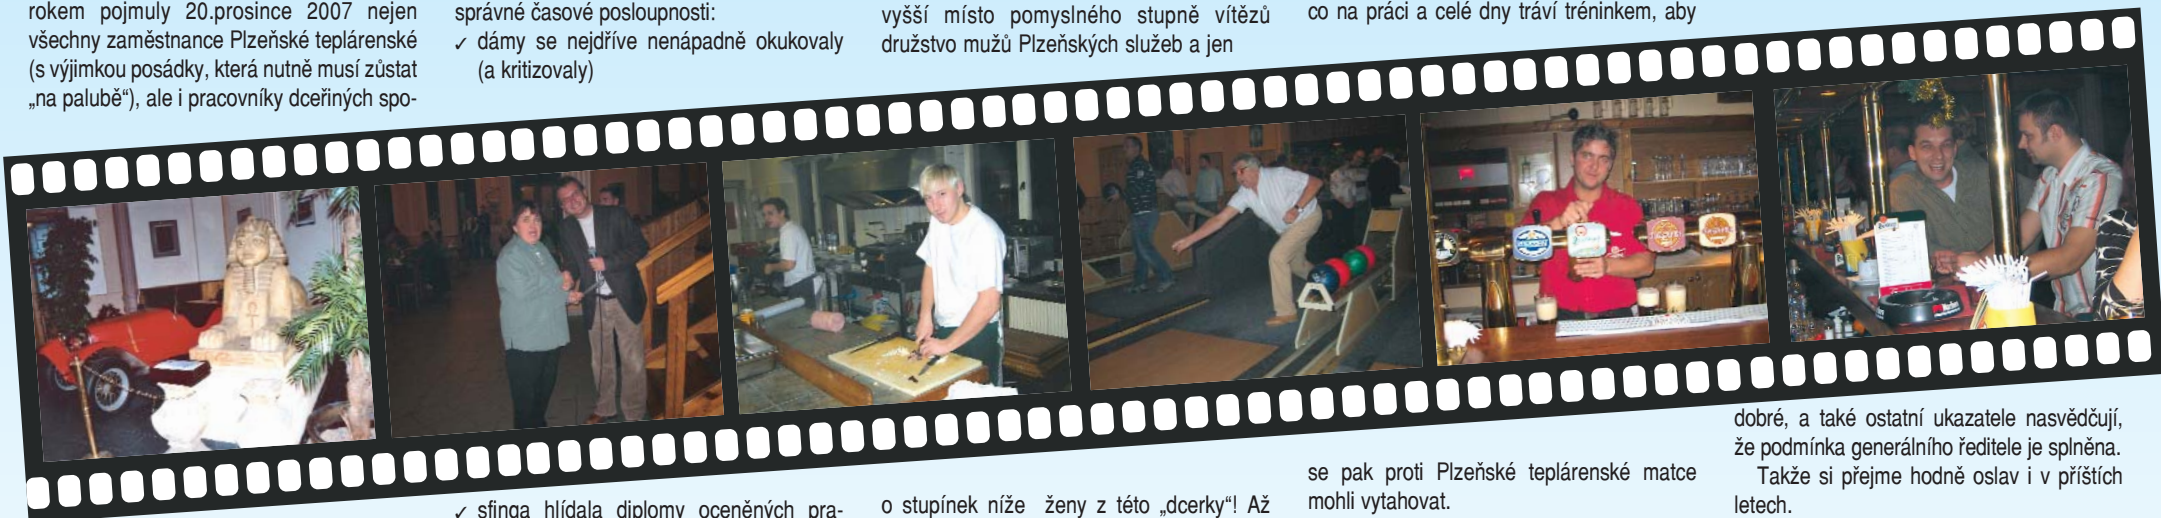 rokem pojmuly 20.prosince 2007 nejen
všechny zaměstnance Plzeňské teplárenské
(s výjimkou posádky, která nutně musí zůstat
„na palubě“), ale i pracovníky dceřiných spo-
správné časové posloupnosti:
✓ dámy se nejdříve nenápadně okukovaly
(a kritizovaly)
✓ sfinga hlídala diplomy oceněných pra-
vyšší místo pomyslného stupně vítězů
družstvo mužů Plzeňských služeb a jen
o stupínek níže ženy z této „dcerky“! Až
co na práci a celé dny tráví tréninkem, aby
se pak proti Plzeňské teplárenské matce
mohli vytahovat.
dobré, a také ostatní ukazatele nasvědčují,
že podmínka generálního ředitele je splněna.
Takže si přejme hodně oslav i v příštích
letech.